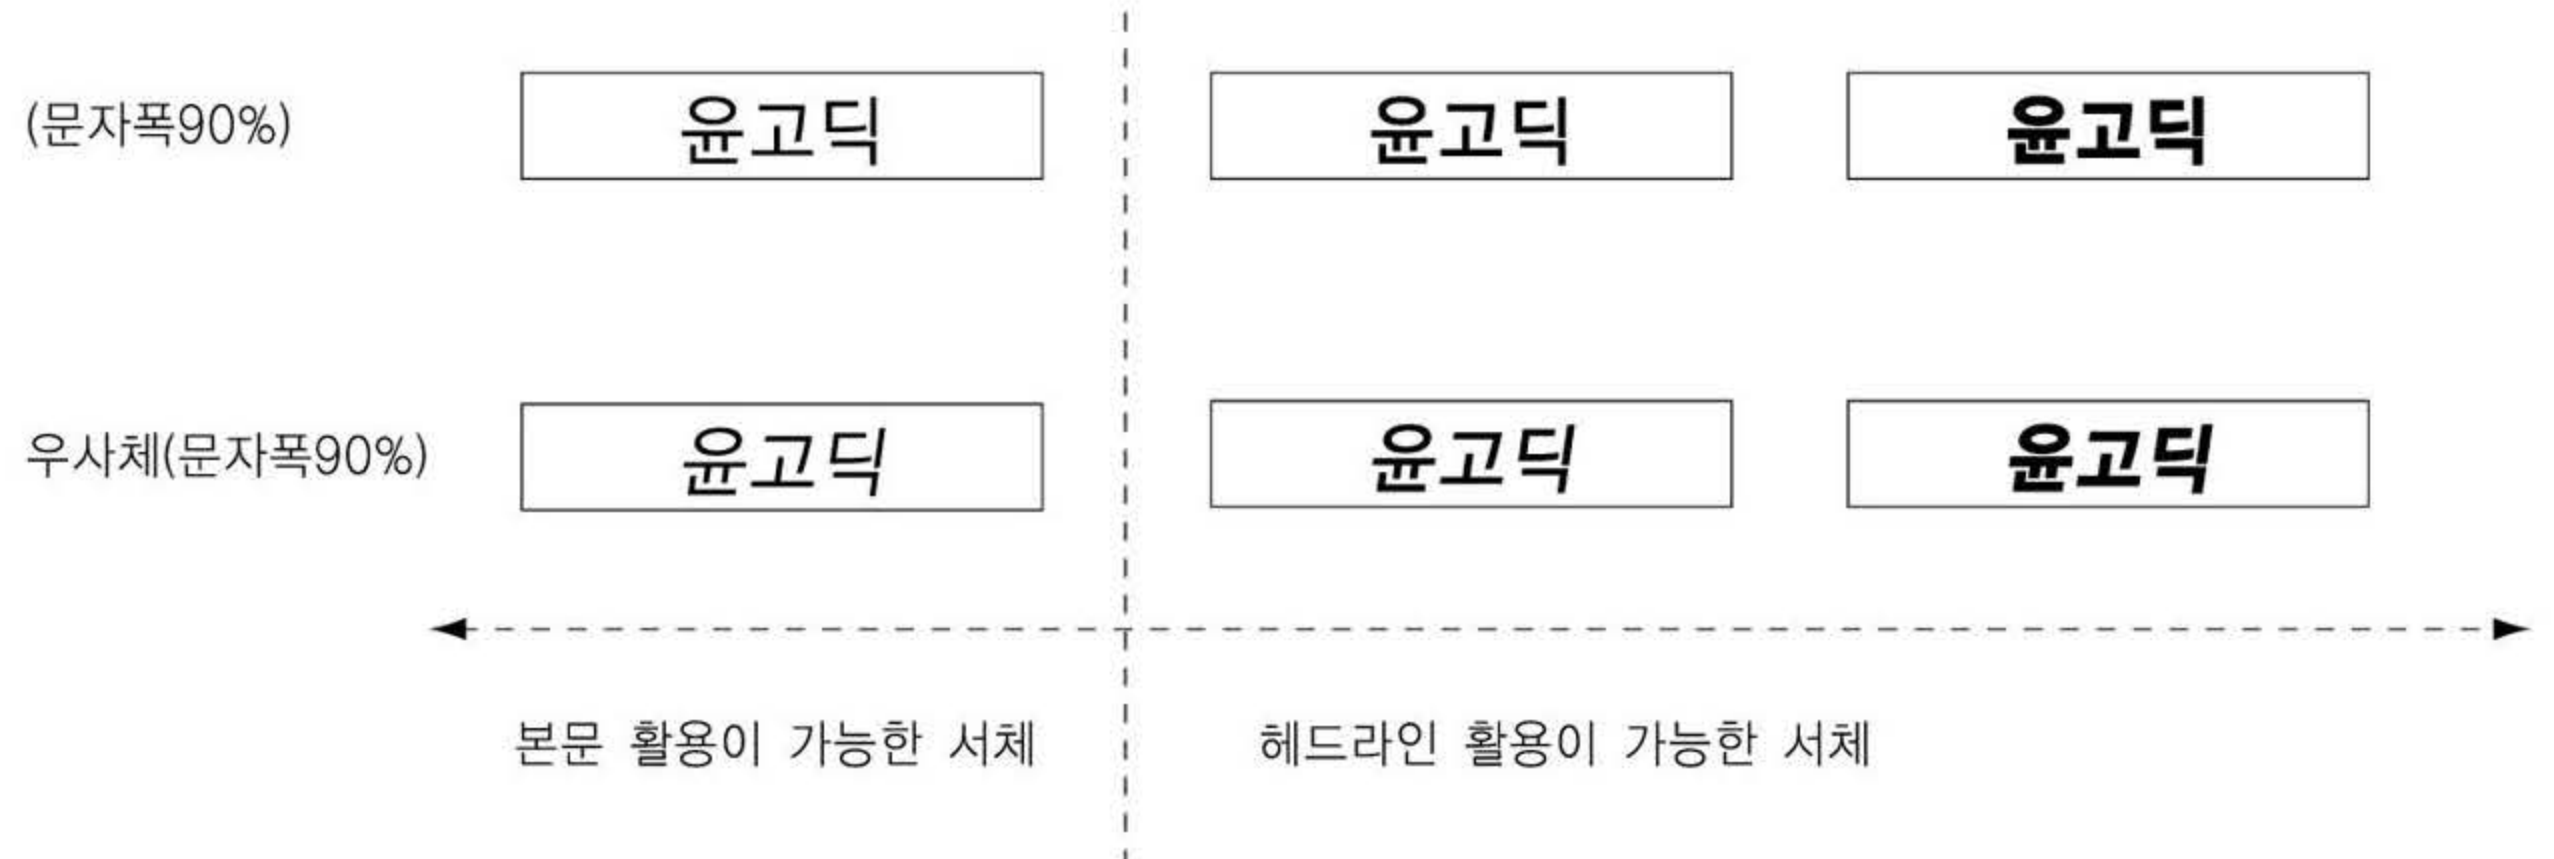 (문자폭90%) 윤고딕 윤고딕 윤고딕
우사체(문자폭90%) 윤고딕 윤고딕 윤고딕
본문 활용이 가능한 서체 헤드라인 활용이 가능한 서체